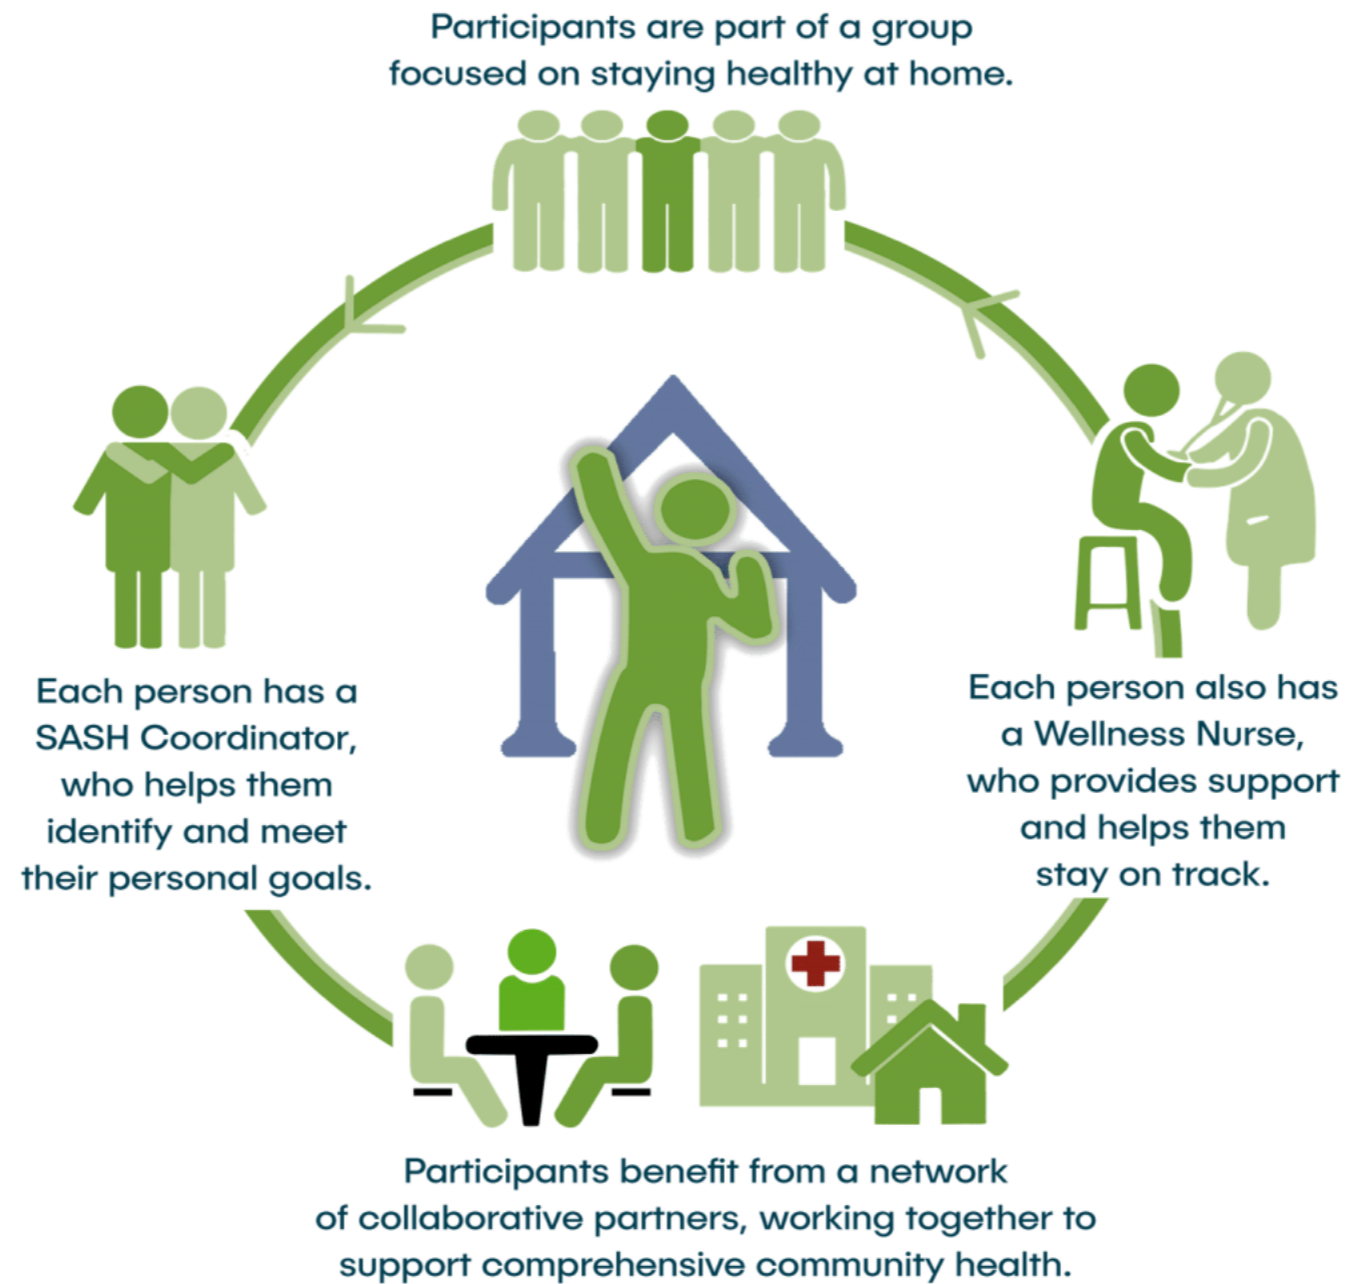 Participants are part of a group
focused on staying healthy at home.
Each person has a
SASH Coordinator,
who helps them
identify and meet
their personal goals.
Each person also has
a Wellness Nurse,
who provides support
and helps them
stay on track.
Participants benefit from a network
of collaborative partners, working together to
support comprehensive community health.